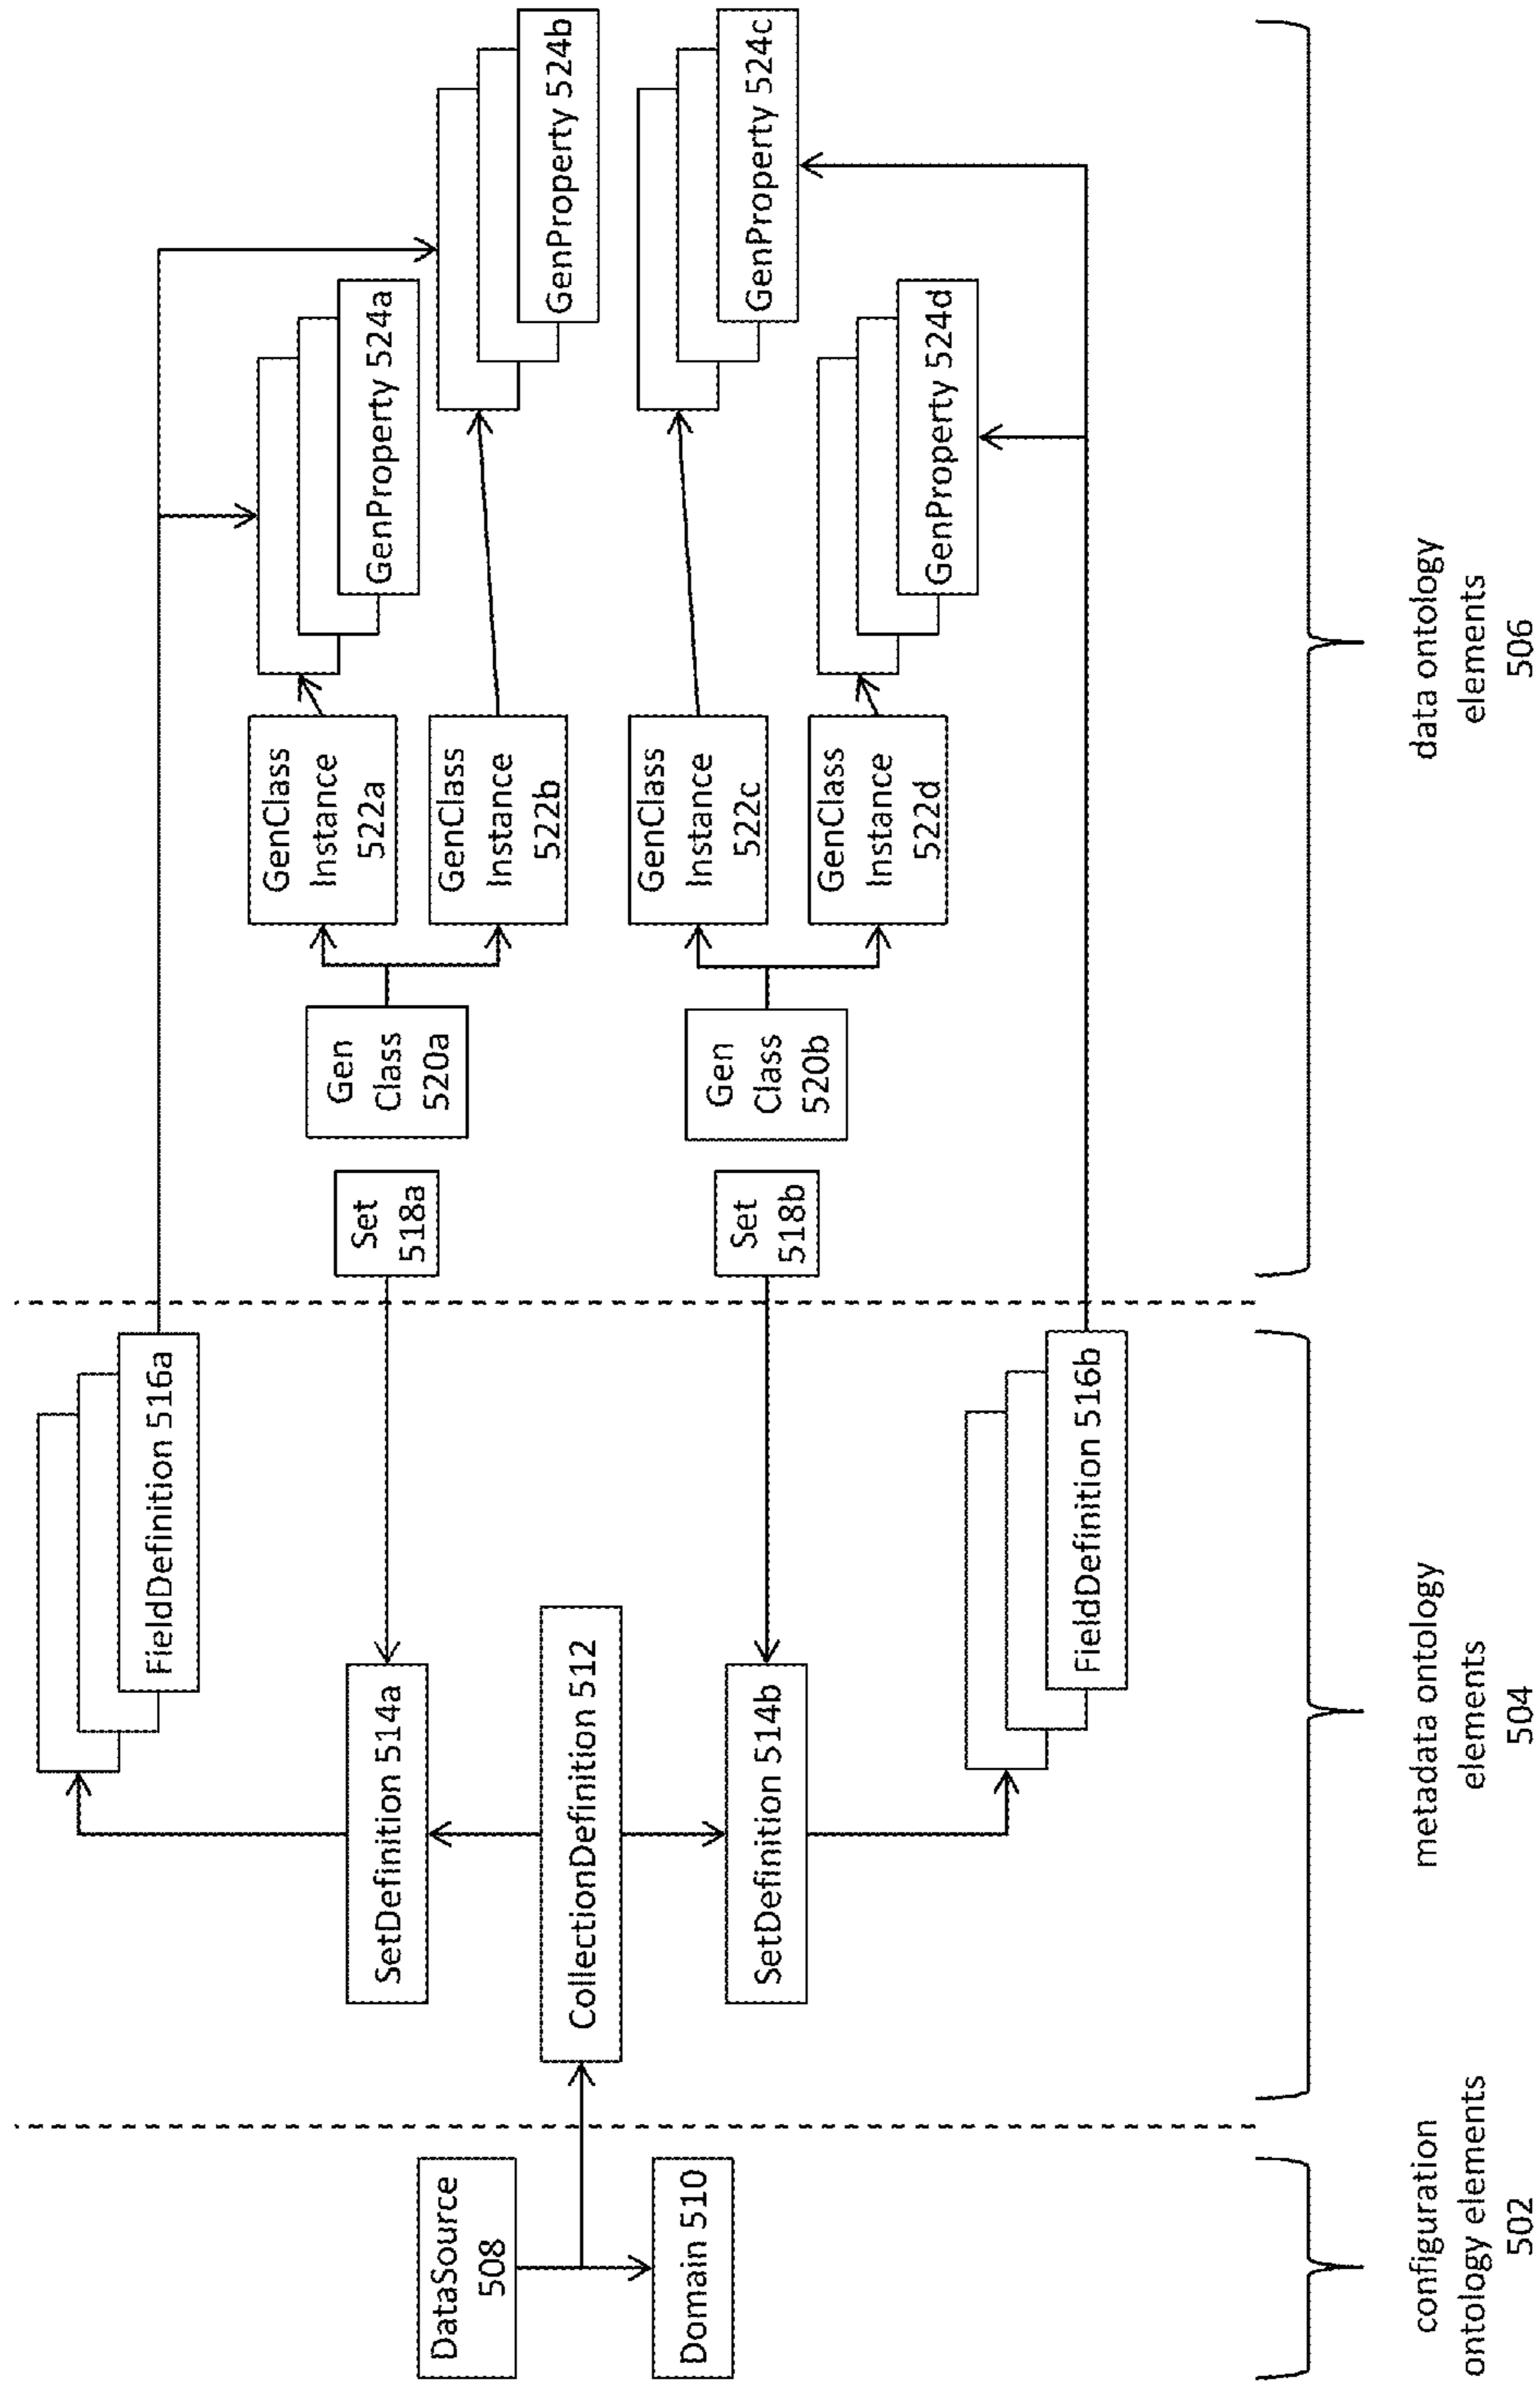 DataSource
508
Domain 510
CollectionDefinition 512
SetDefinition 514a
SetDefinition 514b
FieldDefinition 516a
FieldDefinition 516b
Set
518a
Set
518b
Gen
Class
520a
Gen
Class
520b
GenClass
Instance
522a
GenClass
Instance
522b
GenClass
Instance
522c
GenClass
Instance
522d
GenProperty 524a
GenProperty 524b
GenProperty 524c
GenProperty 524d
configuration
ontology elements
502
metadata ontology
elements
504
data ontology
elements
506